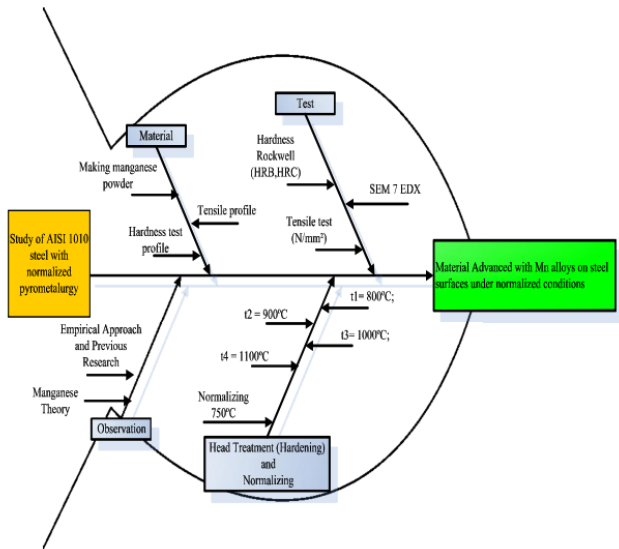 Test
Material
Hardness
Rockwell
(HRB,HRC)
Making manganese
powder
SEM 7 EDX
Tensile profile
Tensile test
(N/mm²)
Hardness test
profile
Study of AISI 1010
steel with
normalized
pyrometalurgy
Material Advanced with Mn alloys on steel
surfaces under normalized conditions
t1= 800ºC;
t2 = 900ºC
t3= 1000ºC;
t4 = 1100ºC
Empirical Approach
and Previous
Research
Manganese
Theory
Normalizing
750ºC
Observation
Head Treatment (Hardening)
and
Normalizing